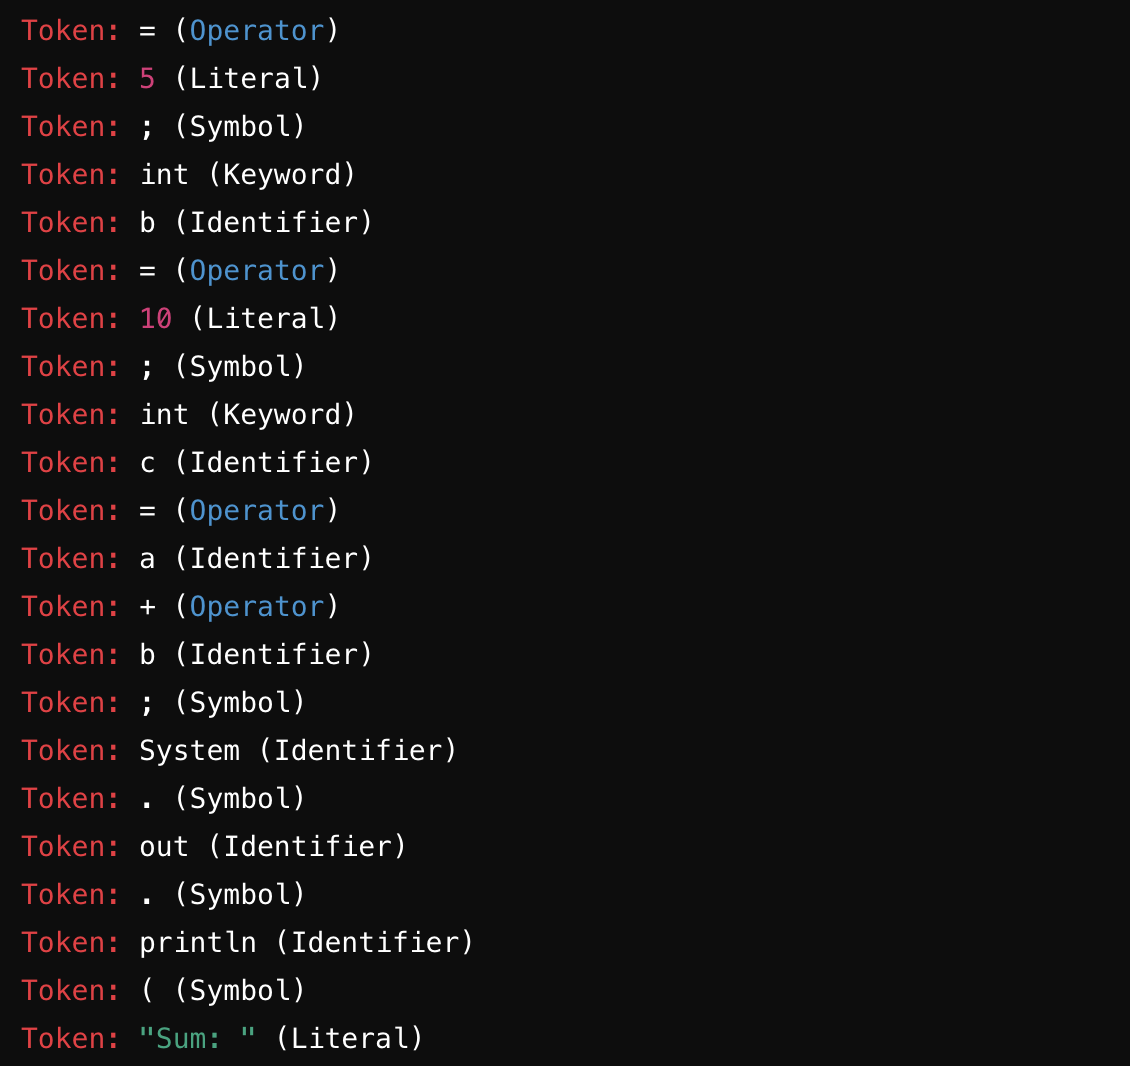 Token: = (Operator)
Token: 5 (Literal)
Token: ; (Symbol)
Token: int (Keyword)
Token: b (Identifier)
Token: = (Operator)
Token: 10 (Literal)
Token: ; (Symbol)
Token: int (Keyword)
Token: c (Identifier)
Token: = (Operator)
Token: a (Identifier)
Token: + (Operator)
Token: b (Identifier)
Token: ; (Symbol)
Token: System (Identifier)
Token: . (Symbol)
Token: out (Identifier)
Token: . (Symbol)
Token: println (Identifier)
Token: ( (Symbol)
Token: "Sum: " (Literal)